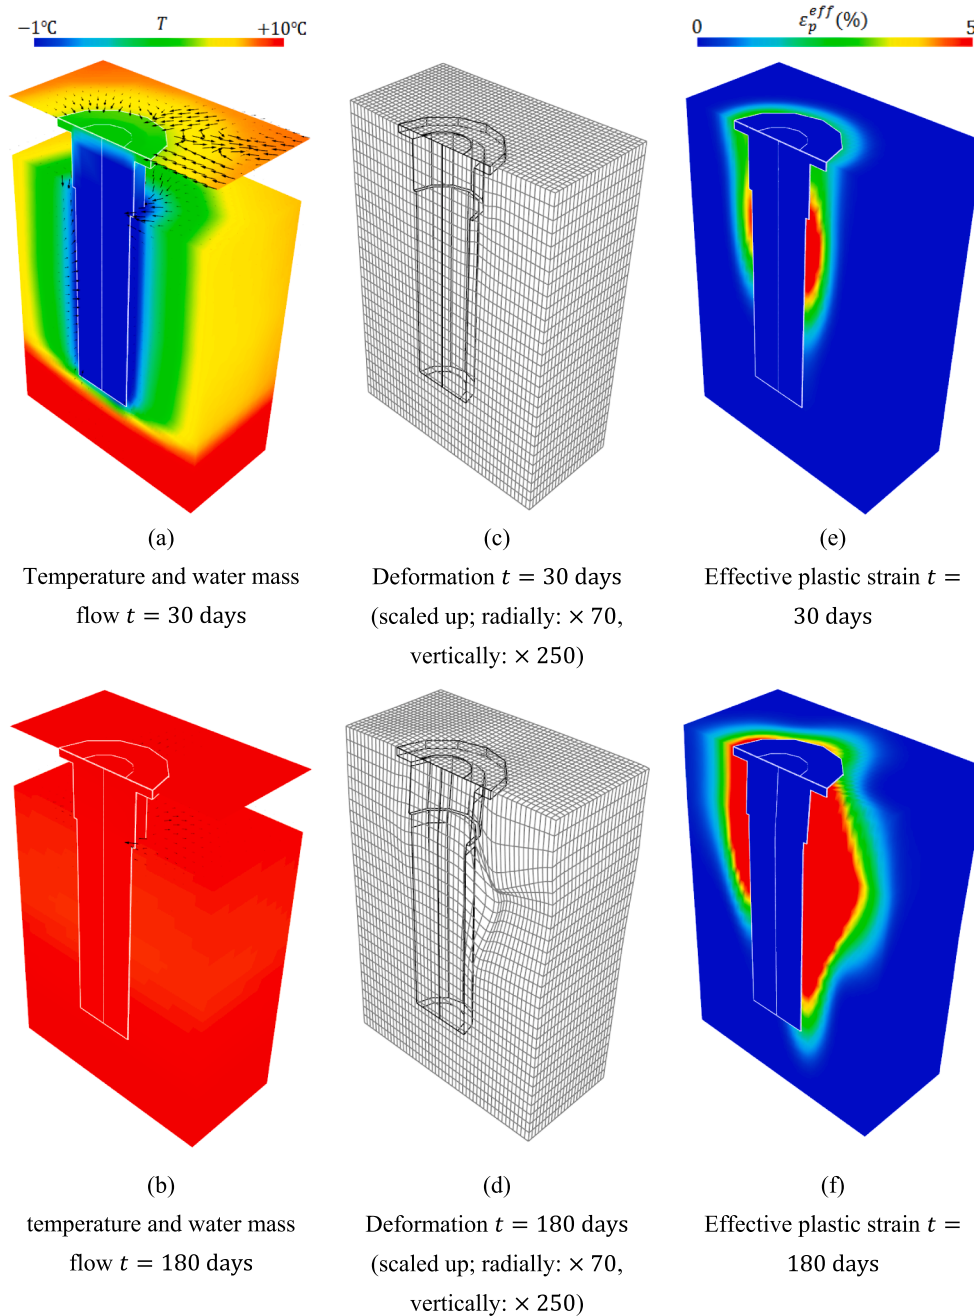 −1℃ T +10℃
0 ε_p^eff(%) 5
(a)
Temperature and water mass
flow t = 30 days
(c)
Deformation t = 30 days
(scaled up; radially: × 70,
vertically: × 250)
(e)
Effective plastic strain t =
30 days
(b)
temperature and water mass
flow t = 180 days
(d)
Deformation t = 180 days
(scaled up; radially: × 70,
vertically: × 250)
(f)
Effective plastic strain t =
180 days